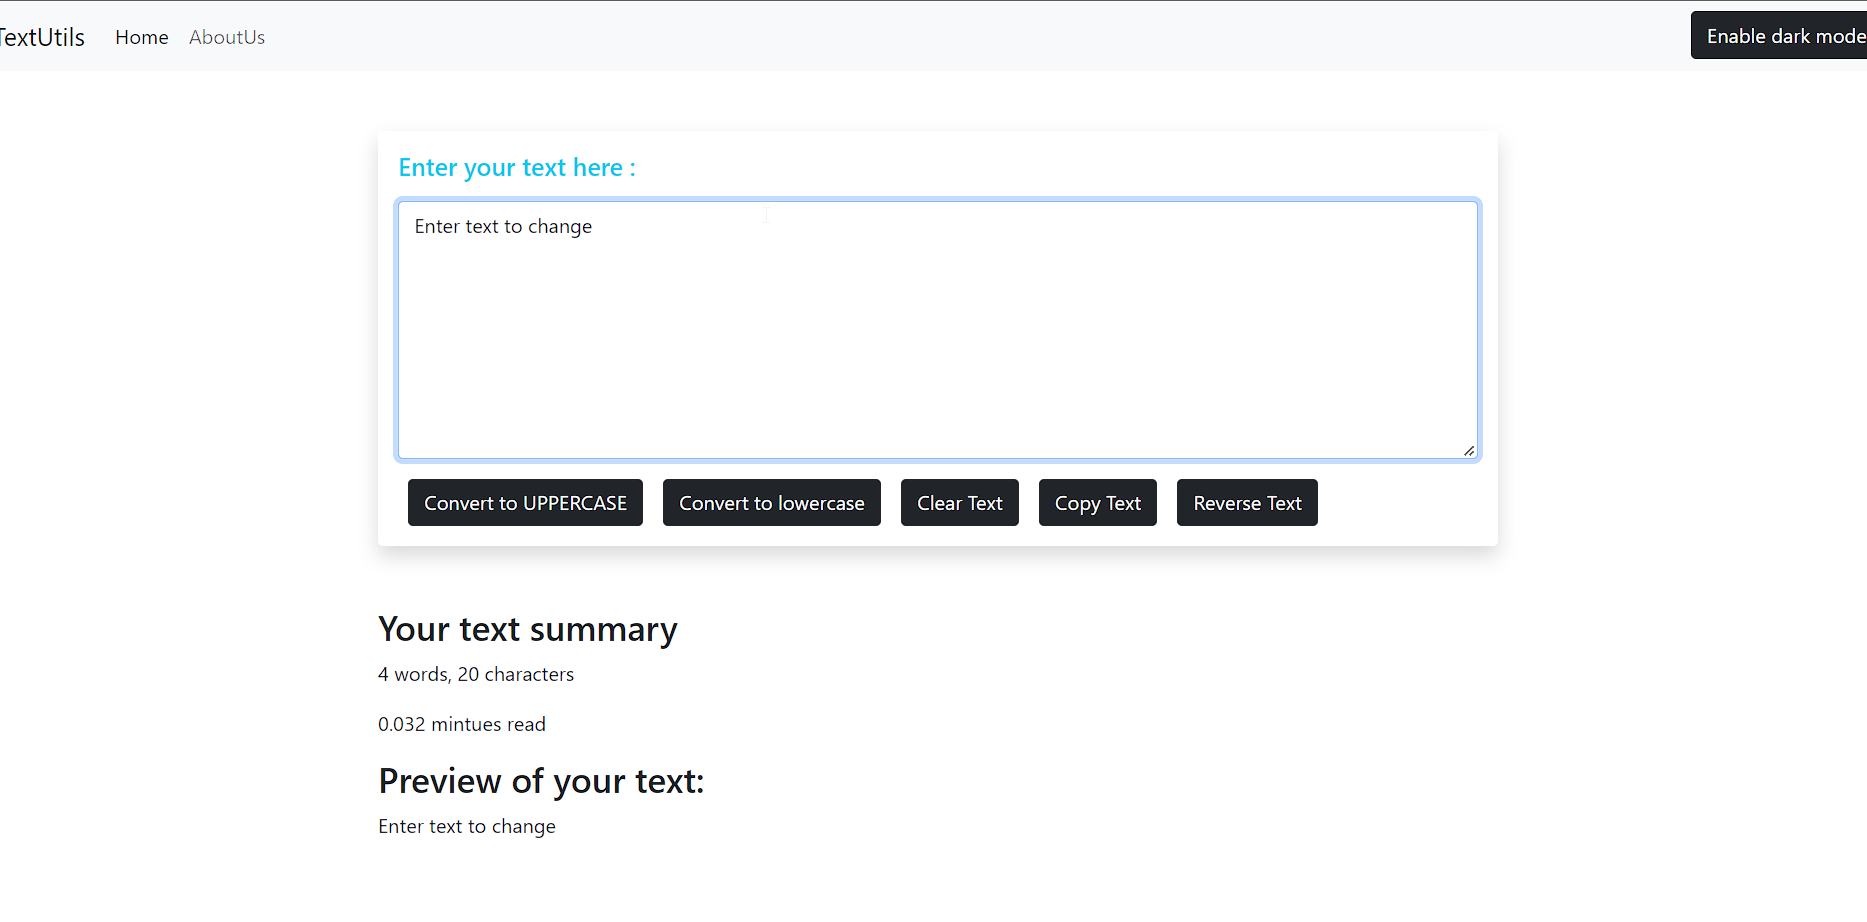 TextUtils Home AboutUs Enable dark mode
Enter your text here :
Enter text to change
Convert to UPPERCASE Convert to lowercase Clear Text Copy Text Reverse Text
Your text summary
4 words, 20 characters
0.032 mintues read
Preview of your text:
Enter text to change